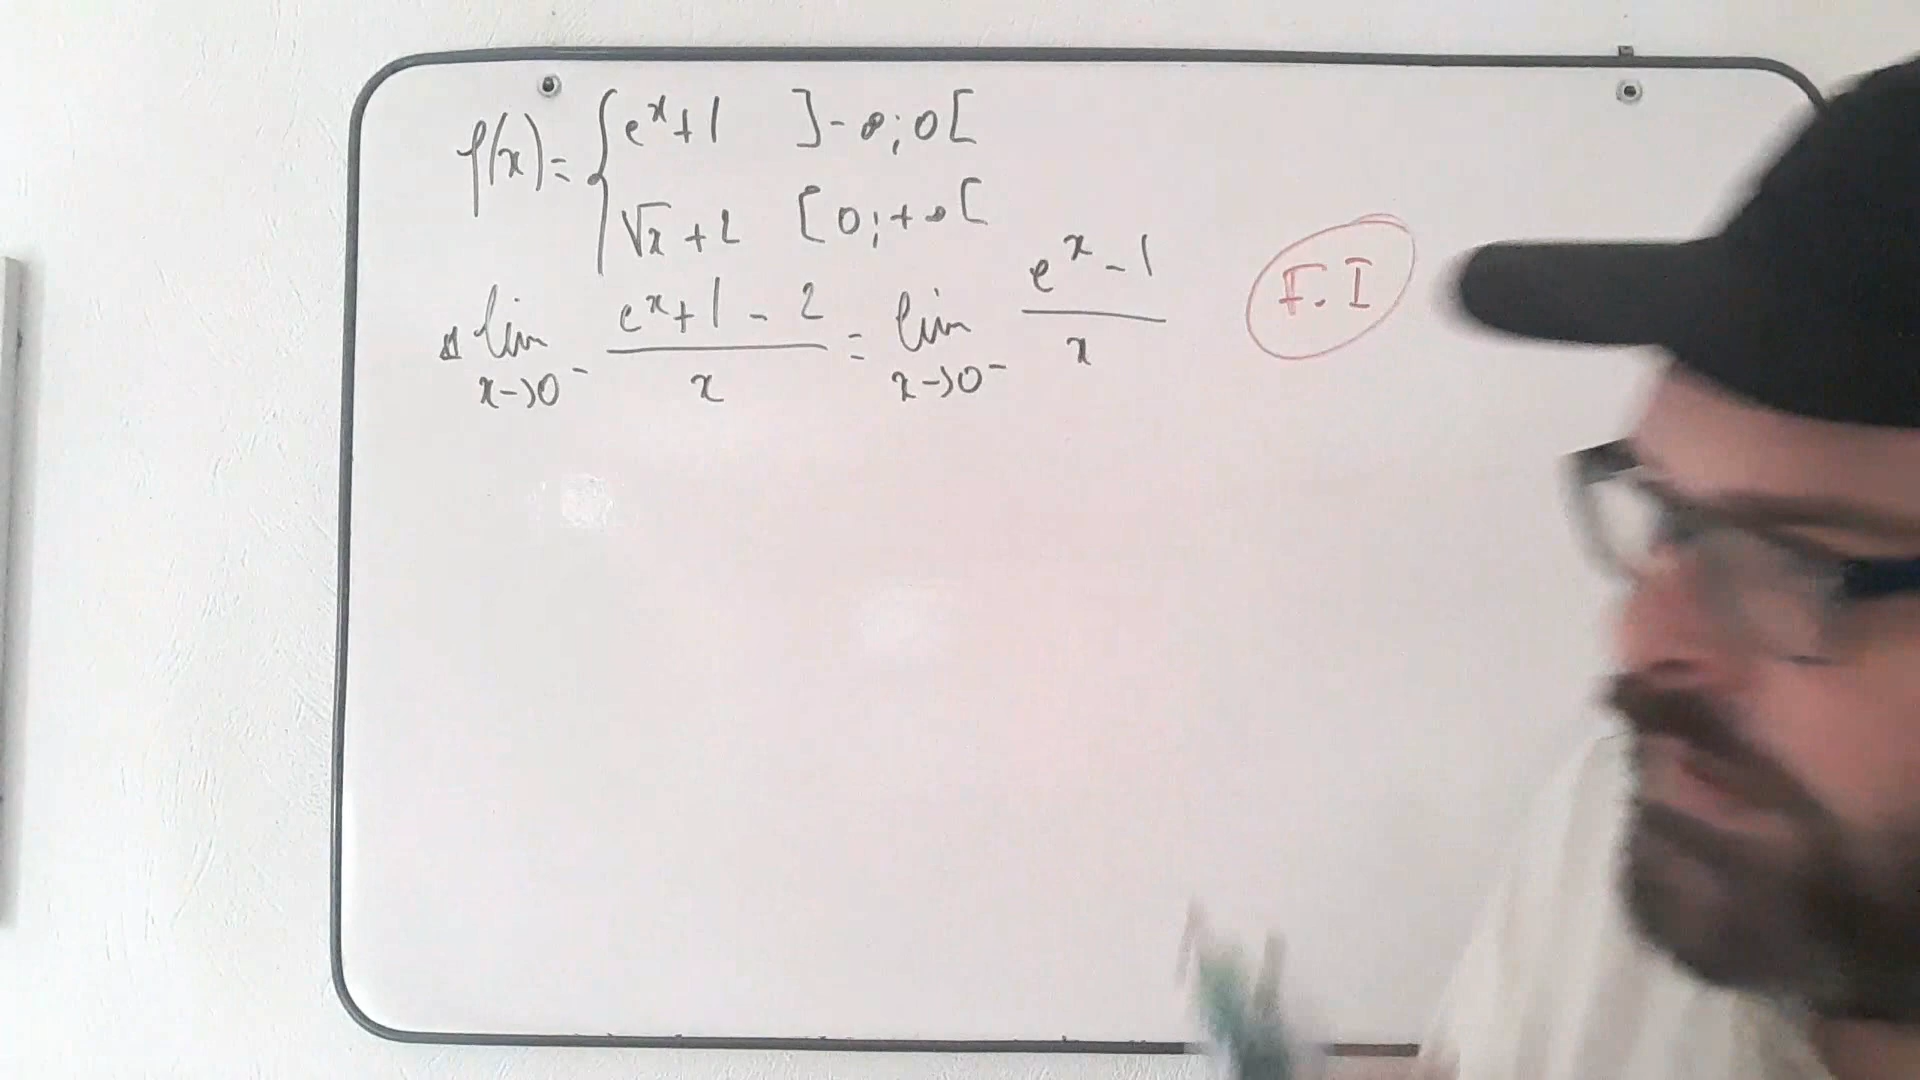 f(x) = { e^x + 1 ]-∞; 0[
√x + 2 [0; +∞[
lim x→0⁻ (e^x + 1 - 2)/x = lim x→0⁻ (e^x - 1)/x F.I